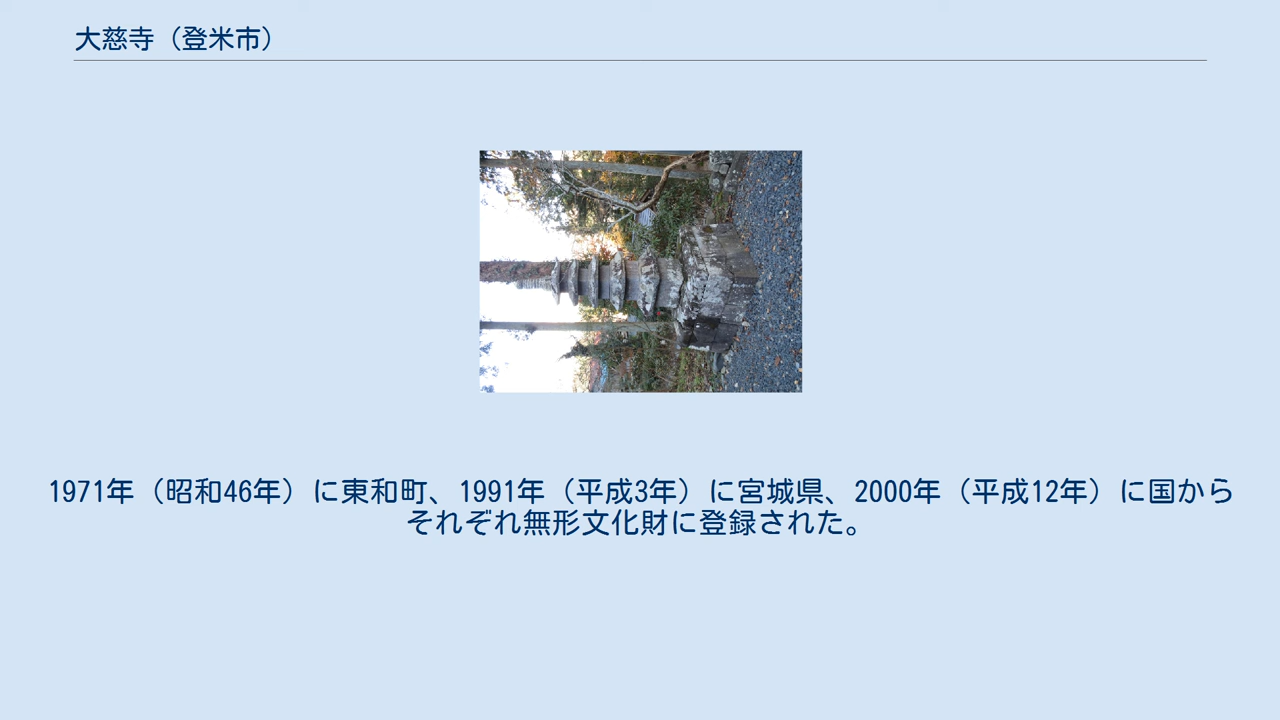 大慈寺（登米市）
1971年（昭和46年）に東和町、1991年（平成3年）に宮城県、2000年（平成12年）に国から
それぞれ無形文化財に登録された。